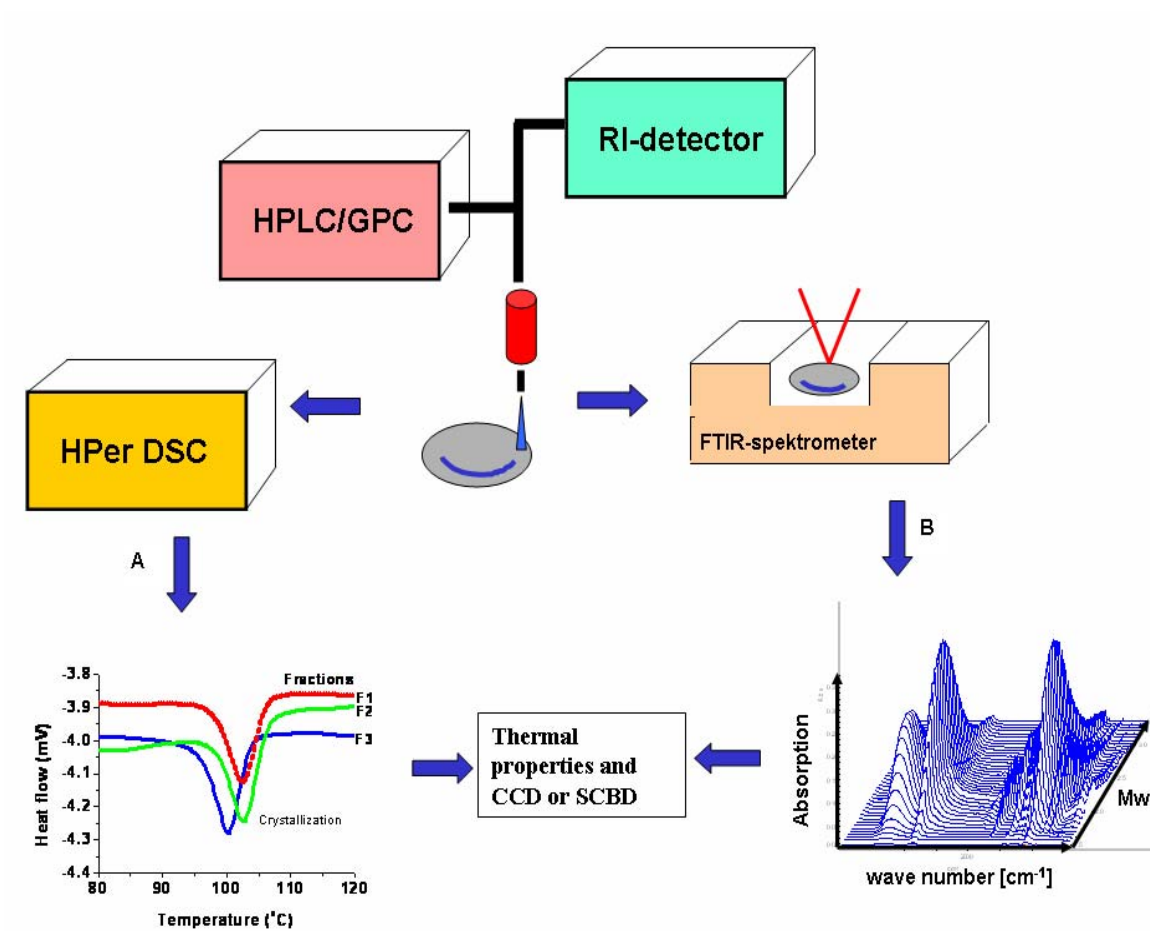 RI-detector
HPLC/GPC
HPer DSC
FTIR-spektrometer
A
B
-3.8
-3.9
-4.0
-4.1
-4.2
-4.3
-4.4
Heat flow (mV)
Fractions
F1
F2
F3
Crystallization
80
90
100
110
120
Temperature (°C)
Thermal
properties and
CCD or SCBD
Absorption
Mw
wave number [cm-1]